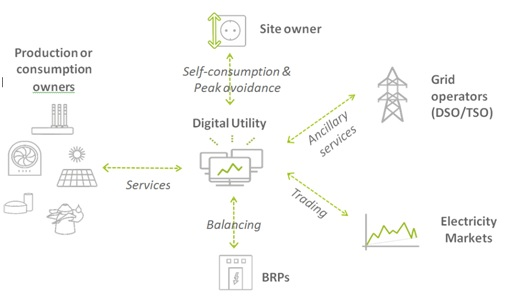 Site owner
Production or
consumption
owners
Self-consumption &
Peak avoidance
Grid
operators
(DSO/TSO)
Digital Utility
Ancillary
services
Services
Trading
Balancing
Electricity
Markets
BRPs